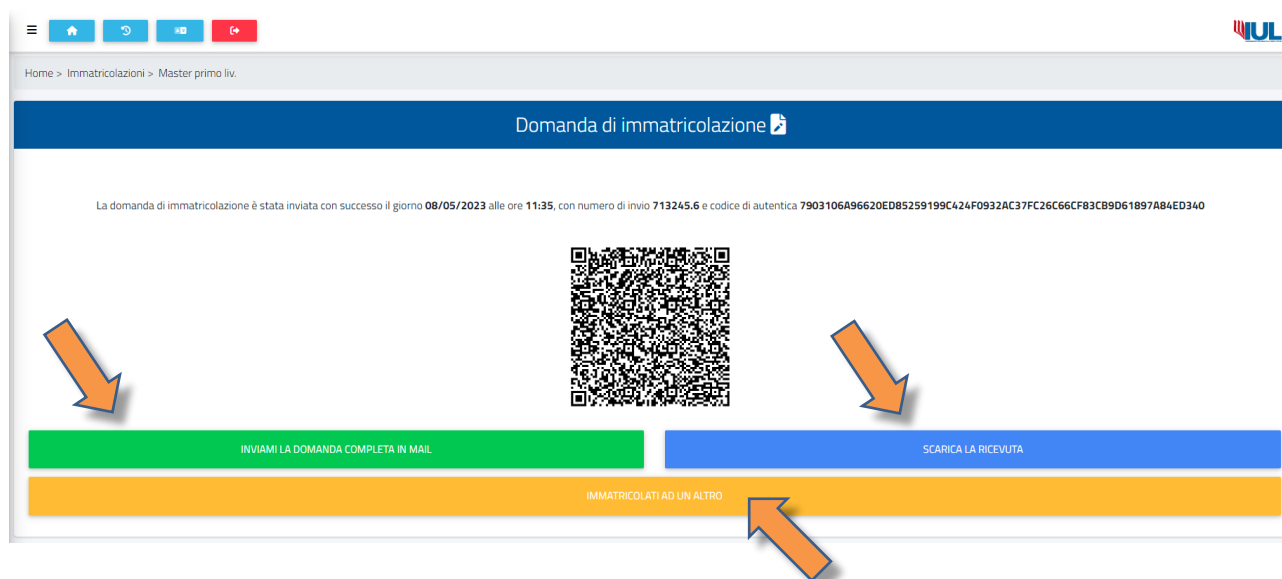 IUL
Home > Immatricolazioni > Master primo liv.
Domanda di immatricolazione
La domanda di immatricolazione è stata inviata con successo il giorno 08/05/2023 alle ore 11:35, con numero di invio 713245.6 e codice di autentica 7903106A96620ED85259199C424F0932AC37FC26C66CF83CB9D61897A84ED340
INVIAMI LA DOMANDA COMPLETA IN MAIL
SCARICA LA RICEVUTA
IMMATRICOLATI AD UN ALTRO